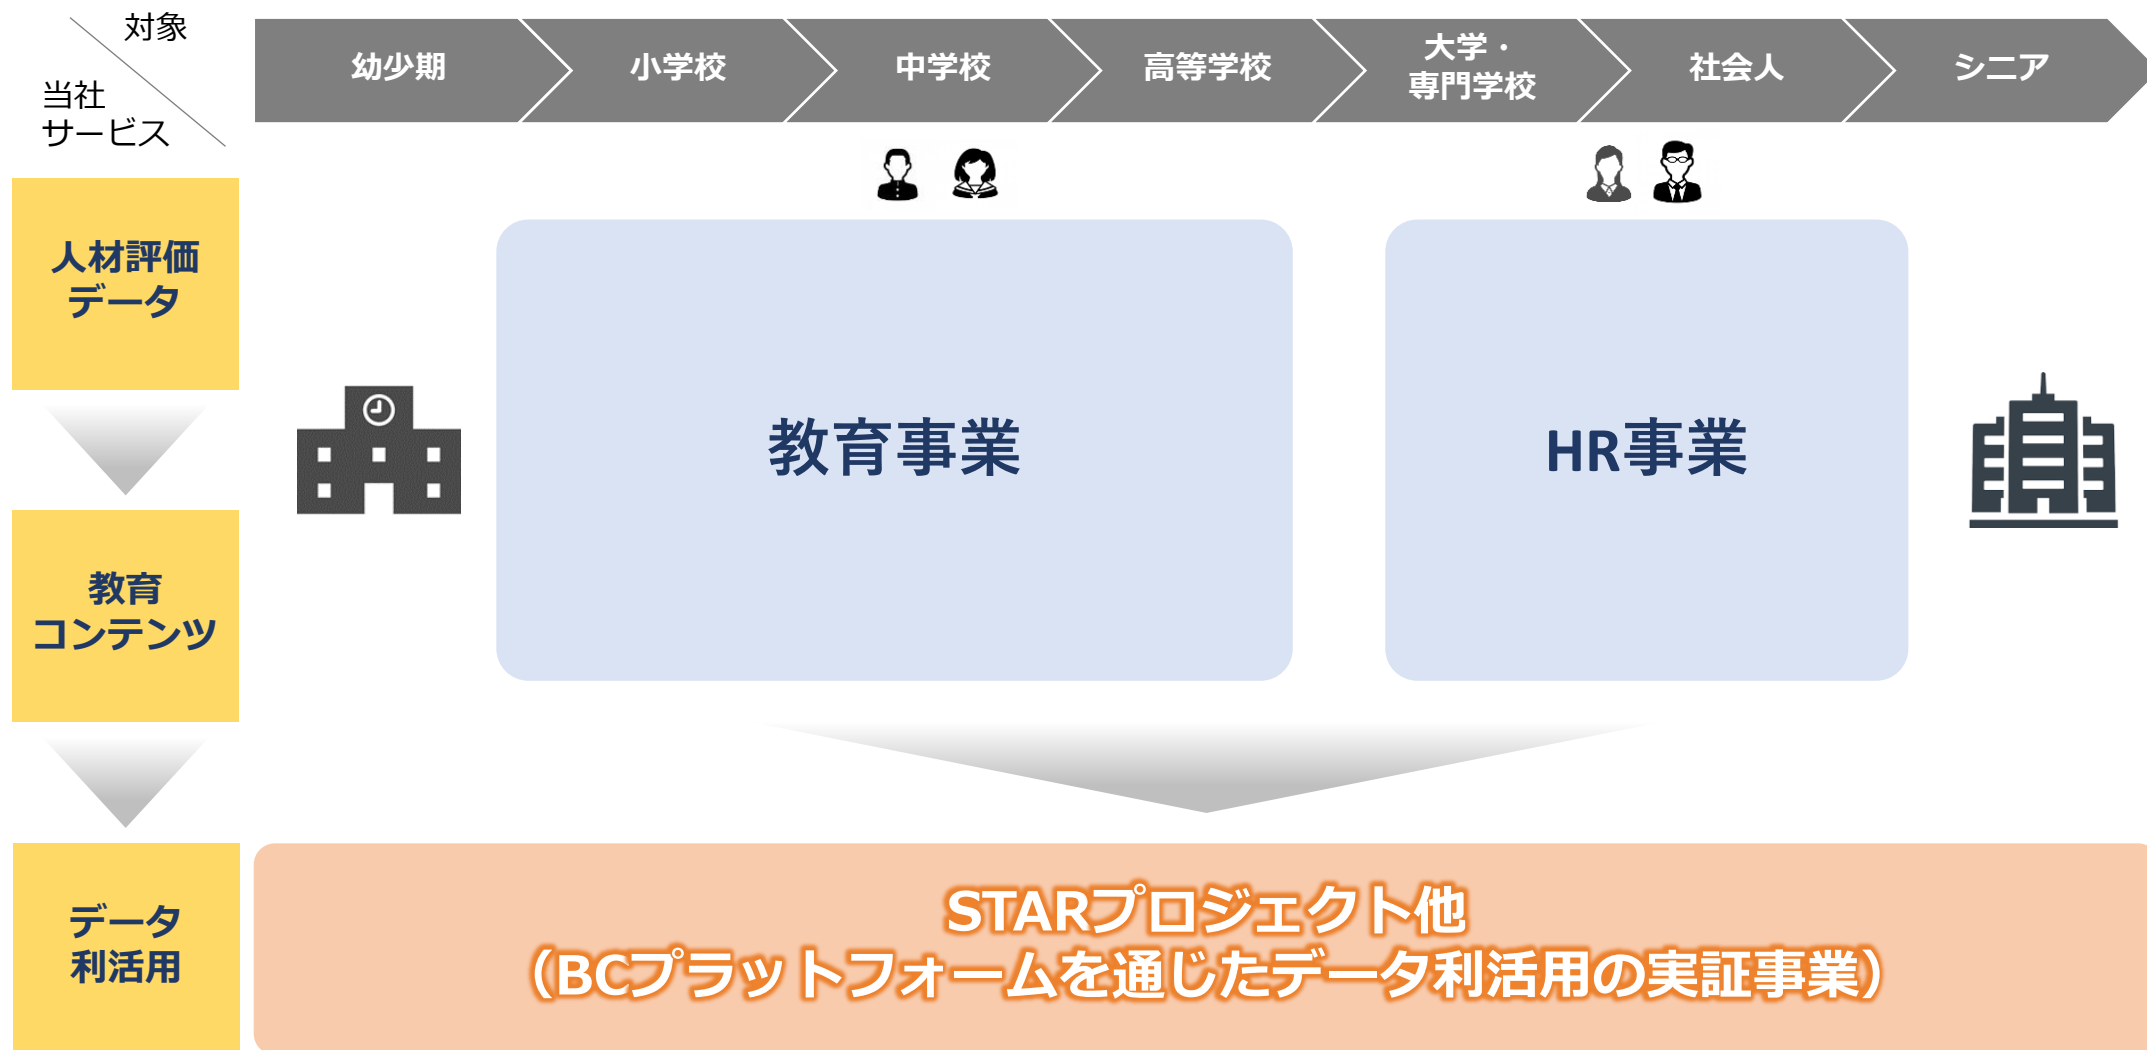 対象
当社
サービス
幼少期
小学校
中学校
高等学校
大学・
専門学校
社会人
シニア
人材評価
データ
教育事業
HR事業
教育
コンテンツ
データ
利活用
STARプロジェクト他
（BCプラットフォームを通じたデータ利活用の実証事業）